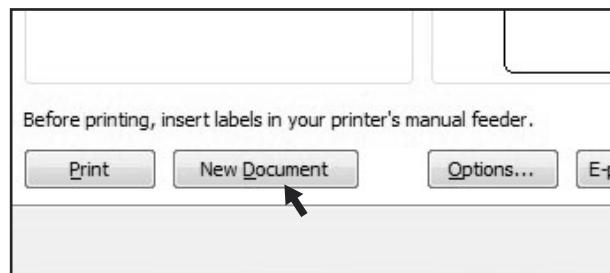 Before printing, insert labels in your printer's manual feeder.
Print New Document Options...